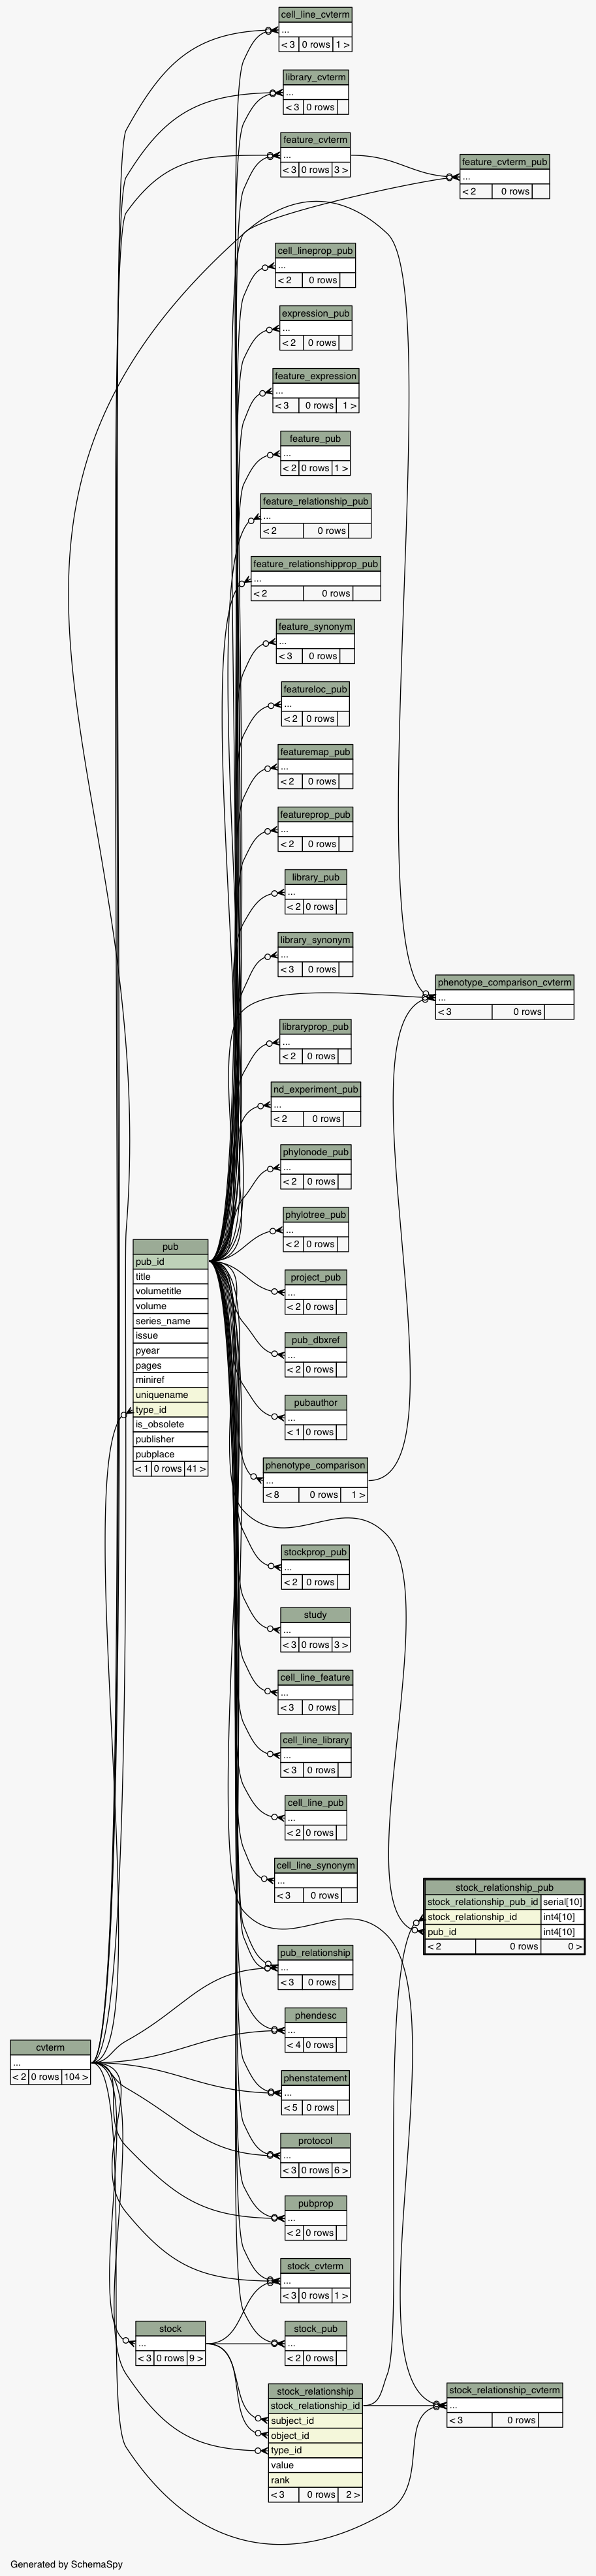 cell_line_cvterm
...
< 3 0 rows 1 >
library_cvterm
...
< 3 0 rows
feature_cvterm
...
< 3 0 rows 3 >
feature_cvterm_pub
...
< 2 0 rows
cell_lineprop_pub
...
< 2 0 rows
expression_pub
...
< 2 0 rows
feature_expression
...
< 3 0 rows 1 >
feature_pub
...
< 2 0 rows 1 >
feature_relationship_pub
...
< 2 0 rows
feature_relationshipprop_pub
...
< 2 0 rows
feature_synonym
...
< 3 0 rows
featureloc_pub
...
< 2 0 rows
featuremap_pub
...
< 2 0 rows
featureprop_pub
...
< 2 0 rows
library_pub
...
< 2 0 rows
library_synonym
...
< 3 0 rows
phenotype_comparison_cvterm
...
< 3 0 rows
libraryprop_pub
...
< 2 0 rows
nd_experiment_pub
...
< 2 0 rows
phylonode_pub
...
< 2 0 rows
phylotree_pub
...
< 2 0 rows
pub
pub_id
title
volumetitle
volume
series_name
issue
pyear
pages
miniref
uniquename
type_id
is_obsolete
publisher
pubplace
< 1 0 rows 41 >
project_pub
...
< 2 0 rows
pub_dbxref
...
< 2 0 rows
pubauthor
...
< 1 0 rows
phenotype_comparison
...
< 8 0 rows 1 >
stockprop_pub
...
< 2 0 rows
study
...
< 3 0 rows 3 >
cell_line_feature
...
< 3 0 rows
cell_line_library
...
< 3 0 rows
cell_line_pub
...
< 2 0 rows
cell_line_synonym
...
< 3 0 rows
stock_relationship_pub
stock_relationship_pub_id serial[10]
stock_relationship_id int4[10]
pub_id int4[10]
< 2 0 rows 0 >
pub_relationship
...
< 3 0 rows
phendesc
...
< 4 0 rows
cvterm
...
< 2 0 rows 104 >
phenstatement
...
< 5 0 rows
protocol
...
< 3 0 rows 6 >
pubprop
...
< 2 0 rows
stock_cvterm
...
< 3 0 rows 1 >
stock
...
< 3 0 rows 9 >
stock_pub
...
< 2 0 rows
stock_relationship
stock_relationship_id
subject_id
object_id
type_id
value
rank
< 3 0 rows 2 >
stock_relationship_cvterm
...
< 3 0 rows
Generated by SchemaSpy